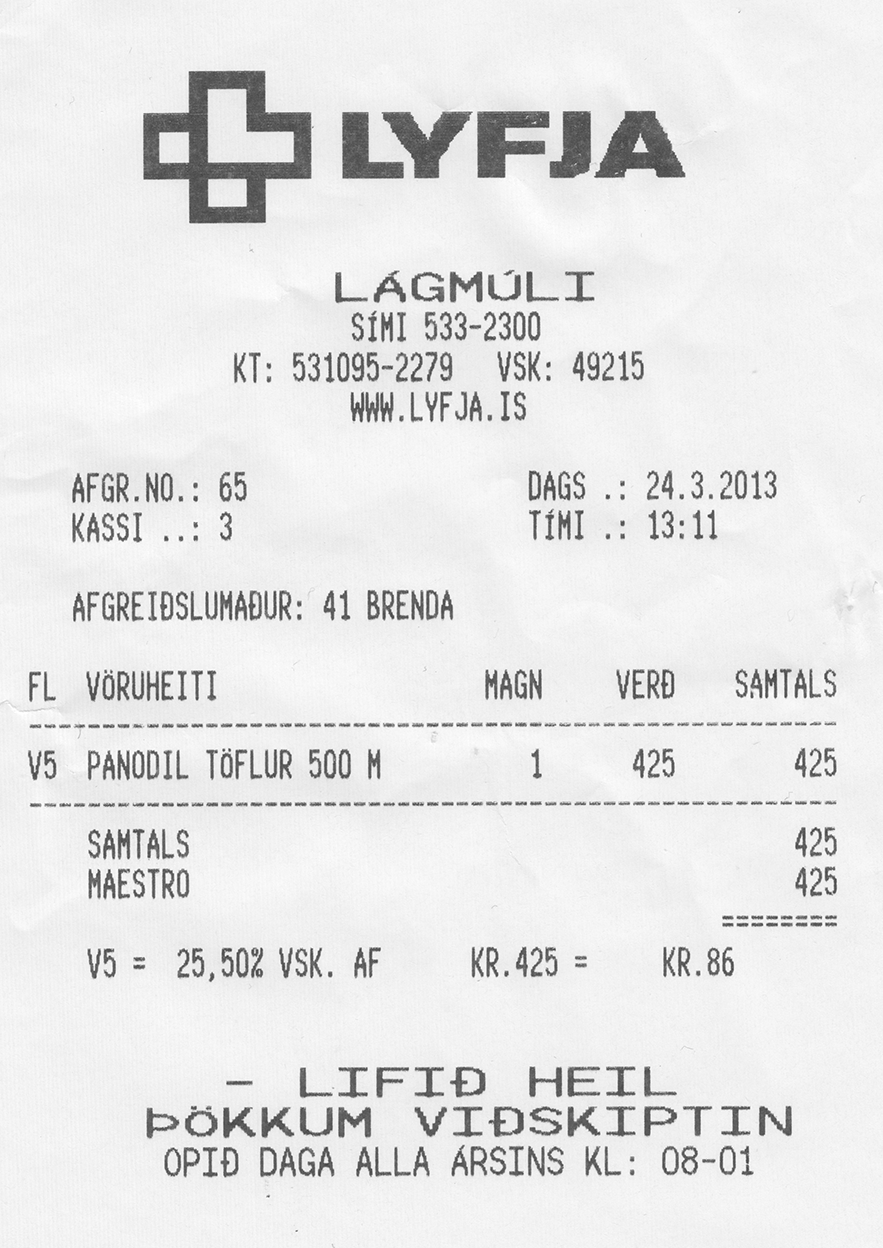 LYFJA
LÁGMÚLI
SÍMI 533-2300
KT: 531095-2279 VSK: 49215
WWW.LYFJA.IS
AFGR.NO.: 65 DAGS .: 24.3.2013
KASSI ..: 3 TÍMI .: 13:11
AFGREIÐSLUMAÐUR: 41 BRENDA
FL VÖRUHEITI MAGN VERÐ SAMTALS
V5 PANODIL TÖFLUR 500 M 1 425 425
SAMTALS 425
MAESTRO 425
========
V5 = 25,50% VSK. AF KR.425 = KR.86
- LIFIÐ HEIL
ÞÖKKUM VIÐSKIPTIN
OPIÐ DAGA ALLA ÁRSINS KL: 08-01